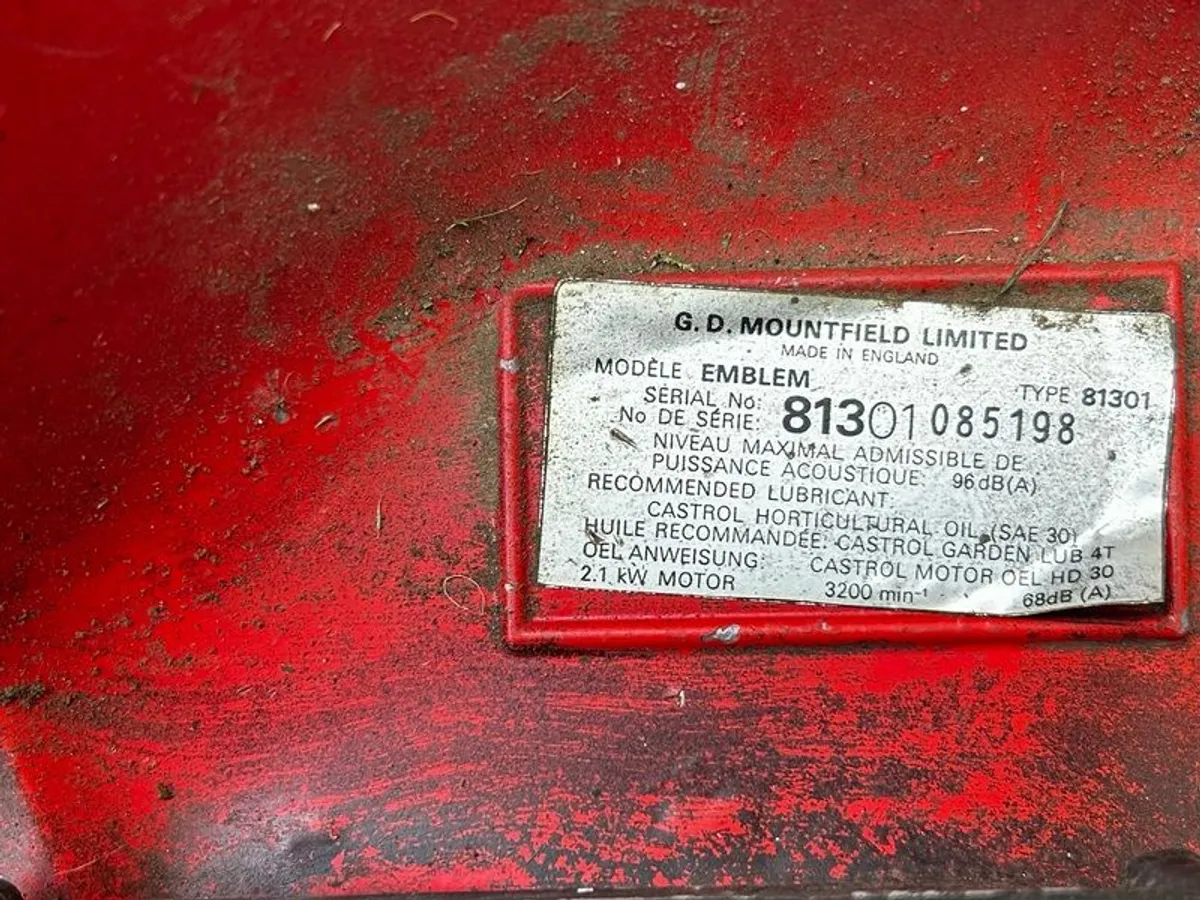 G. D. MOUNTFIELD LIMITED
MADE IN ENGLAND
MODÈLE EMBLEM TYPE 81301
SERIAL No:
No DE SÉRIE: 81301 085198
NIVEAU MAXIMAL ADMISSIBLE DE
PUISSANCE ACOUSTIQUE: 96dB(A)
RECOMMENDED LUBRICANT.
CASTROL HORTICULTURAL OIL (SAE 30)
HUILE RECOMMANDÉE: CASTROL GARDEN LUB 4T
OEL ANWEISUNG: CASTROL MOTOR OEL HD 30
2.1 kW MOTOR 3200 min⁻¹ 68dB (A)